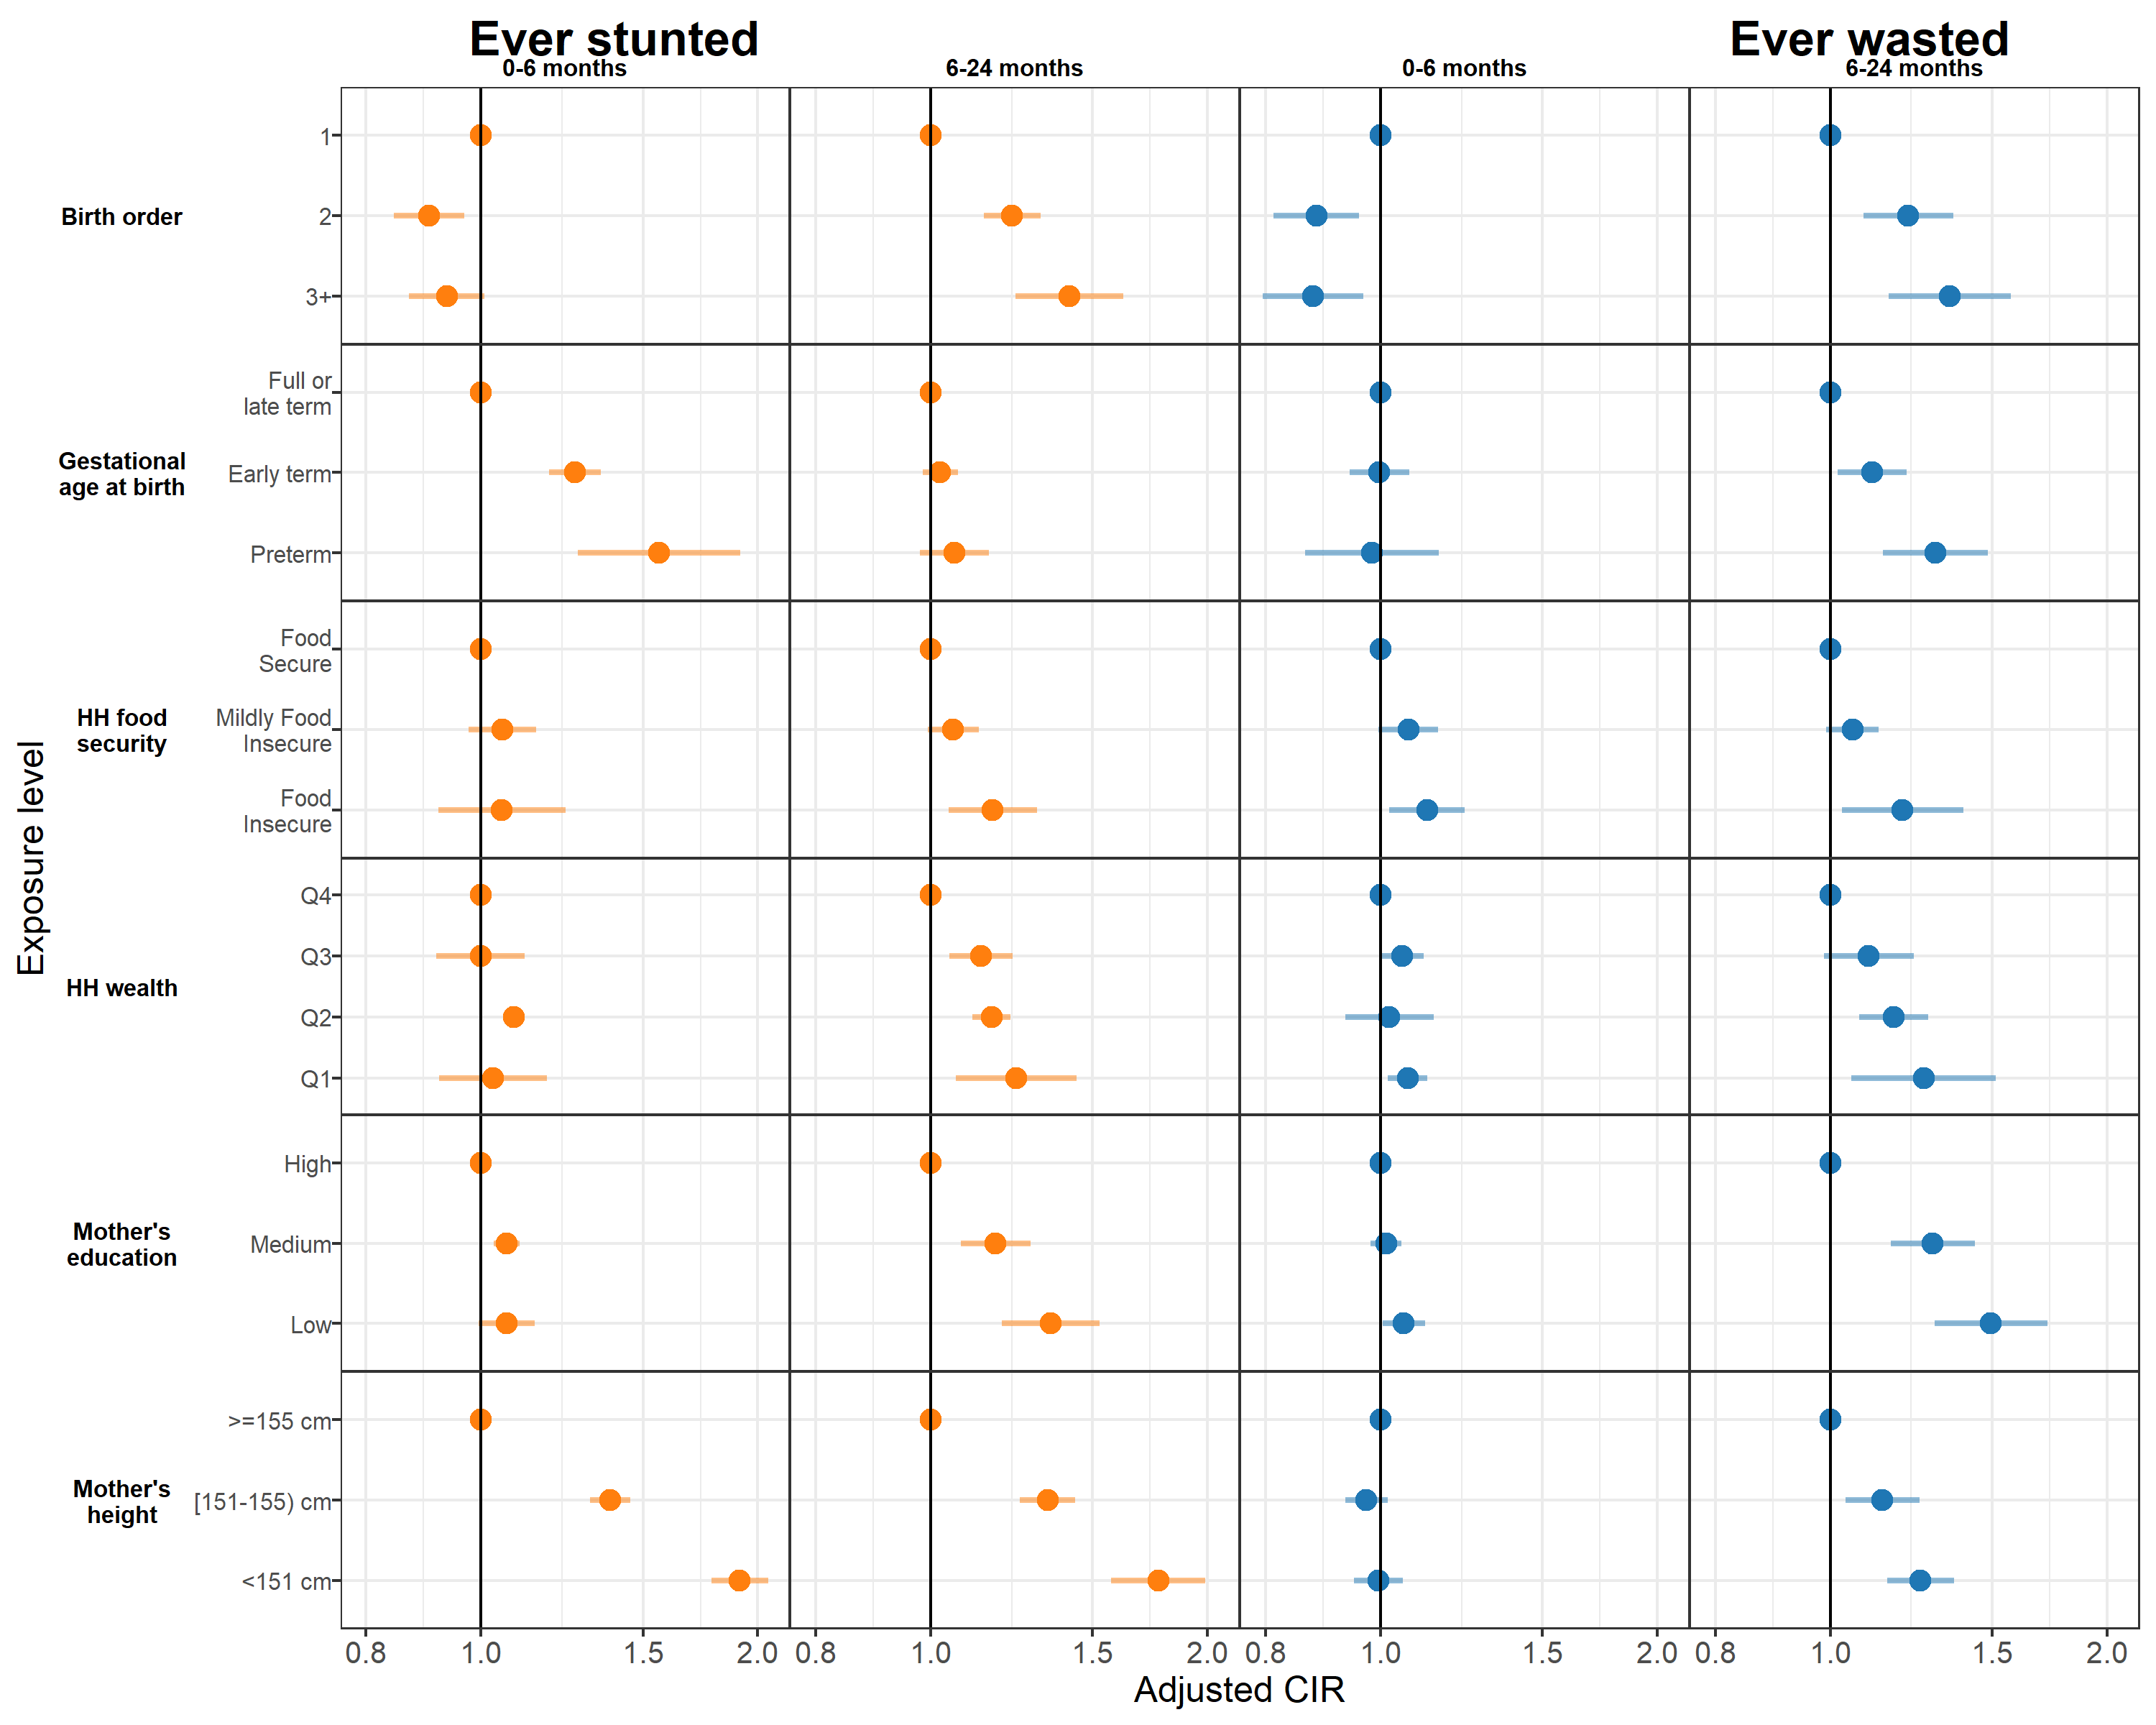 Ever stunted
Ever wasted
0-6 months
6-24 months
0-6 months
6-24 months
Exposure level
Birth order
1
2
3+
Gestational
age at birth
Full or
late term
Early term
Preterm
HH food
security
Food
Secure
Mildly Food
Insecure
Food
Insecure
HH wealth
Q4
Q3
Q2
Q1
Mother's
education
High
Medium
Low
Mother's
height
>=155 cm
[151-155) cm
<151 cm
0.8 1.0 1.5 2.0 0.8 1.0 1.5 2.0 0.8 1.0 1.5 2.0 0.8 1.0 1.5 2.0
Adjusted CIR